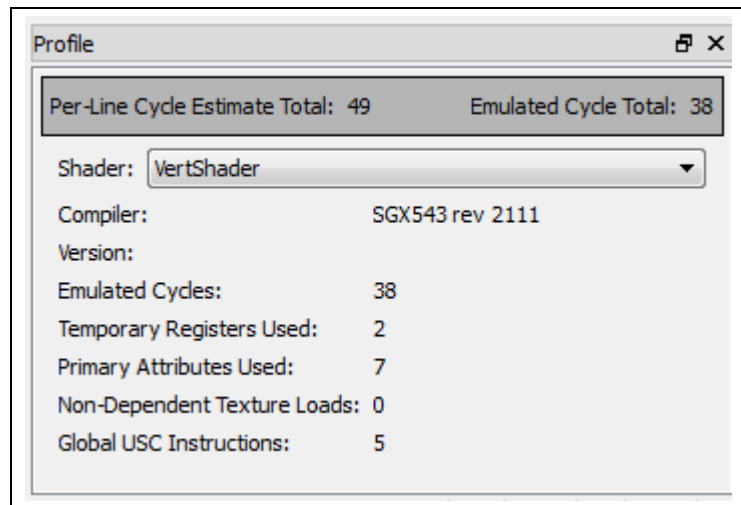 Profile
Per-Line Cycle Estimate Total: 49 Emulated Cycle Total: 38
Shader: VertShader
Compiler: SGX543 rev 2111
Version:
Emulated Cycles: 38
Temporary Registers Used: 2
Primary Attributes Used: 7
Non-Dependent Texture Loads: 0
Global USC Instructions: 5